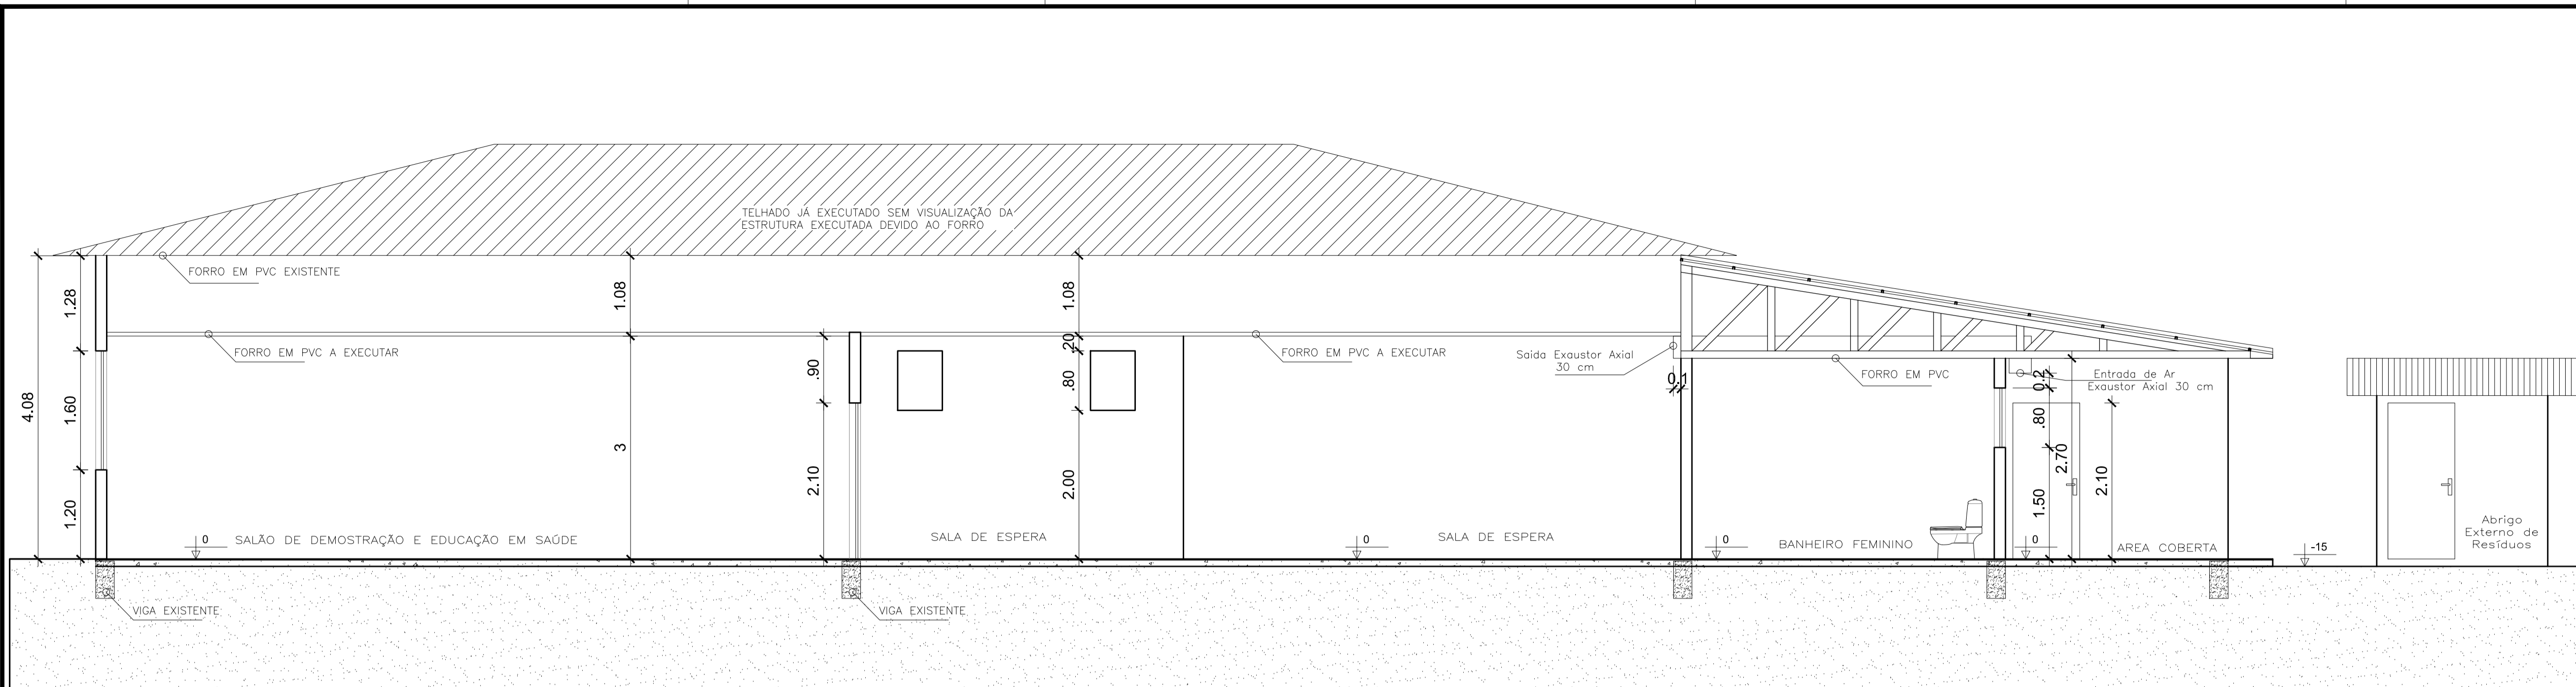 TELHADO JÁ EXECUTADO SEM VISUALIZAÇÃO DA
ESTRUTURA EXECUTADA DEVIDO AO FORRO
FORRO EM PVC EXISTENTE
4.08
1.28
1.60
1.20
1.08
3
1.08
.20
.80
2.00
.90
2.10
FORRO EM PVC A EXECUTAR
FORRO EM PVC A EXECUTAR
Saida Exaustor Axial
30 cm
0.1
FORRO EM PVC
Entrada de Ar
Exaustor Axial 30 cm
0.2
.80
1.50
2.70
2.10
0
SALÃO DE DEMOSTRAÇÃO E EDUCAÇÃO EM SAÚDE
SALA DE ESPERA
0
SALA DE ESPERA
0
BANHEIRO FEMININO
0
AREA COBERTA
-15
Abrigo
Externo de
Resíduos
VIGA EXISTENTE
VIGA EXISTENTE